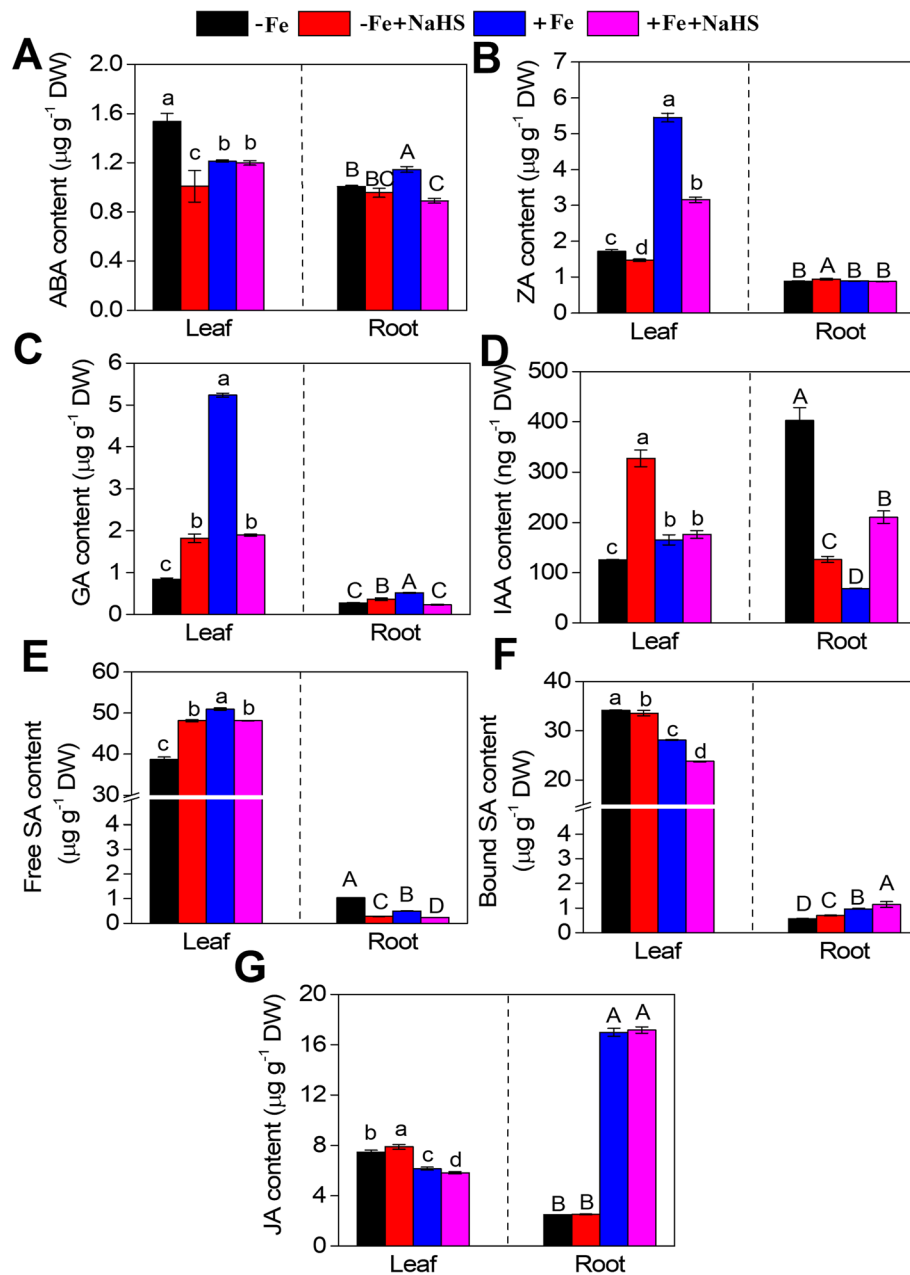 -Fe -Fe+NaHS +Fe +Fe+NaHS
A
ABA content (μg g⁻¹ DW)
2.0
1.6
1.2
0.8
0.4
0.0
a
c
b
b
B
BC
A
C
Leaf
Root
B
ZA content (μg g⁻¹ DW)
7
6
5
4
3
2
1
0
c
d
a
b
B
A
B
B
Leaf
Root
C
GA content (μg g⁻¹ DW)
6
5
4
3
2
1
0
c
b
a
b
C
B
A
C
Leaf
Root
D
IAA content (ng g⁻¹ DW)
500
400
300
200
100
0
c
a
b
b
A
C
D
B
Leaf
Root
E
Free SA content
(μg g⁻¹ DW)
60
50
40
30
4
3
2
1
0
c
b
a
b
A
C
B
D
Leaf
Root
F
Bound SA content
(μg g⁻¹ DW)
40
30
20
4
3
2
1
0
a
b
c
d
D
C
B
A
Leaf
Root
G
JA content (μg g⁻¹ DW)
20
16
12
8
4
0
b
a
c
d
B
B
A
A
Leaf
Root